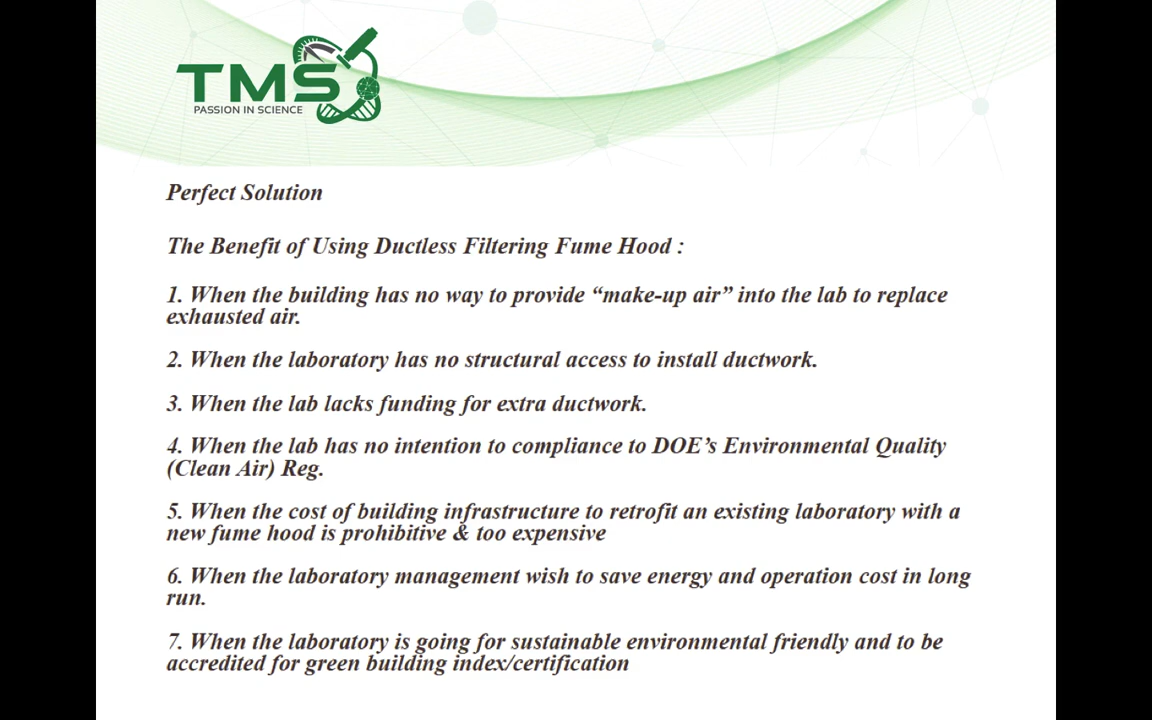 TMS
PASSION IN SCIENCE
Perfect Solution
The Benefit of Using Ductless Filtering Fume Hood :
1. When the building has no way to provide “make-up air” into the lab to replace
exhausted air.
2. When the laboratory has no structural access to install ductwork.
3. When the lab lacks funding for extra ductwork.
4. When the lab has no intention to compliance to DOE’s Environmental Quality
(Clean Air) Reg.
5. When the cost of building infrastructure to retrofit an existing laboratory with a
new fume hood is prohibitive & too expensive
6. When the laboratory management wish to save energy and operation cost in long
run.
7. When the laboratory is going for sustainable environmental friendly and to be
accredited for green building index/certification